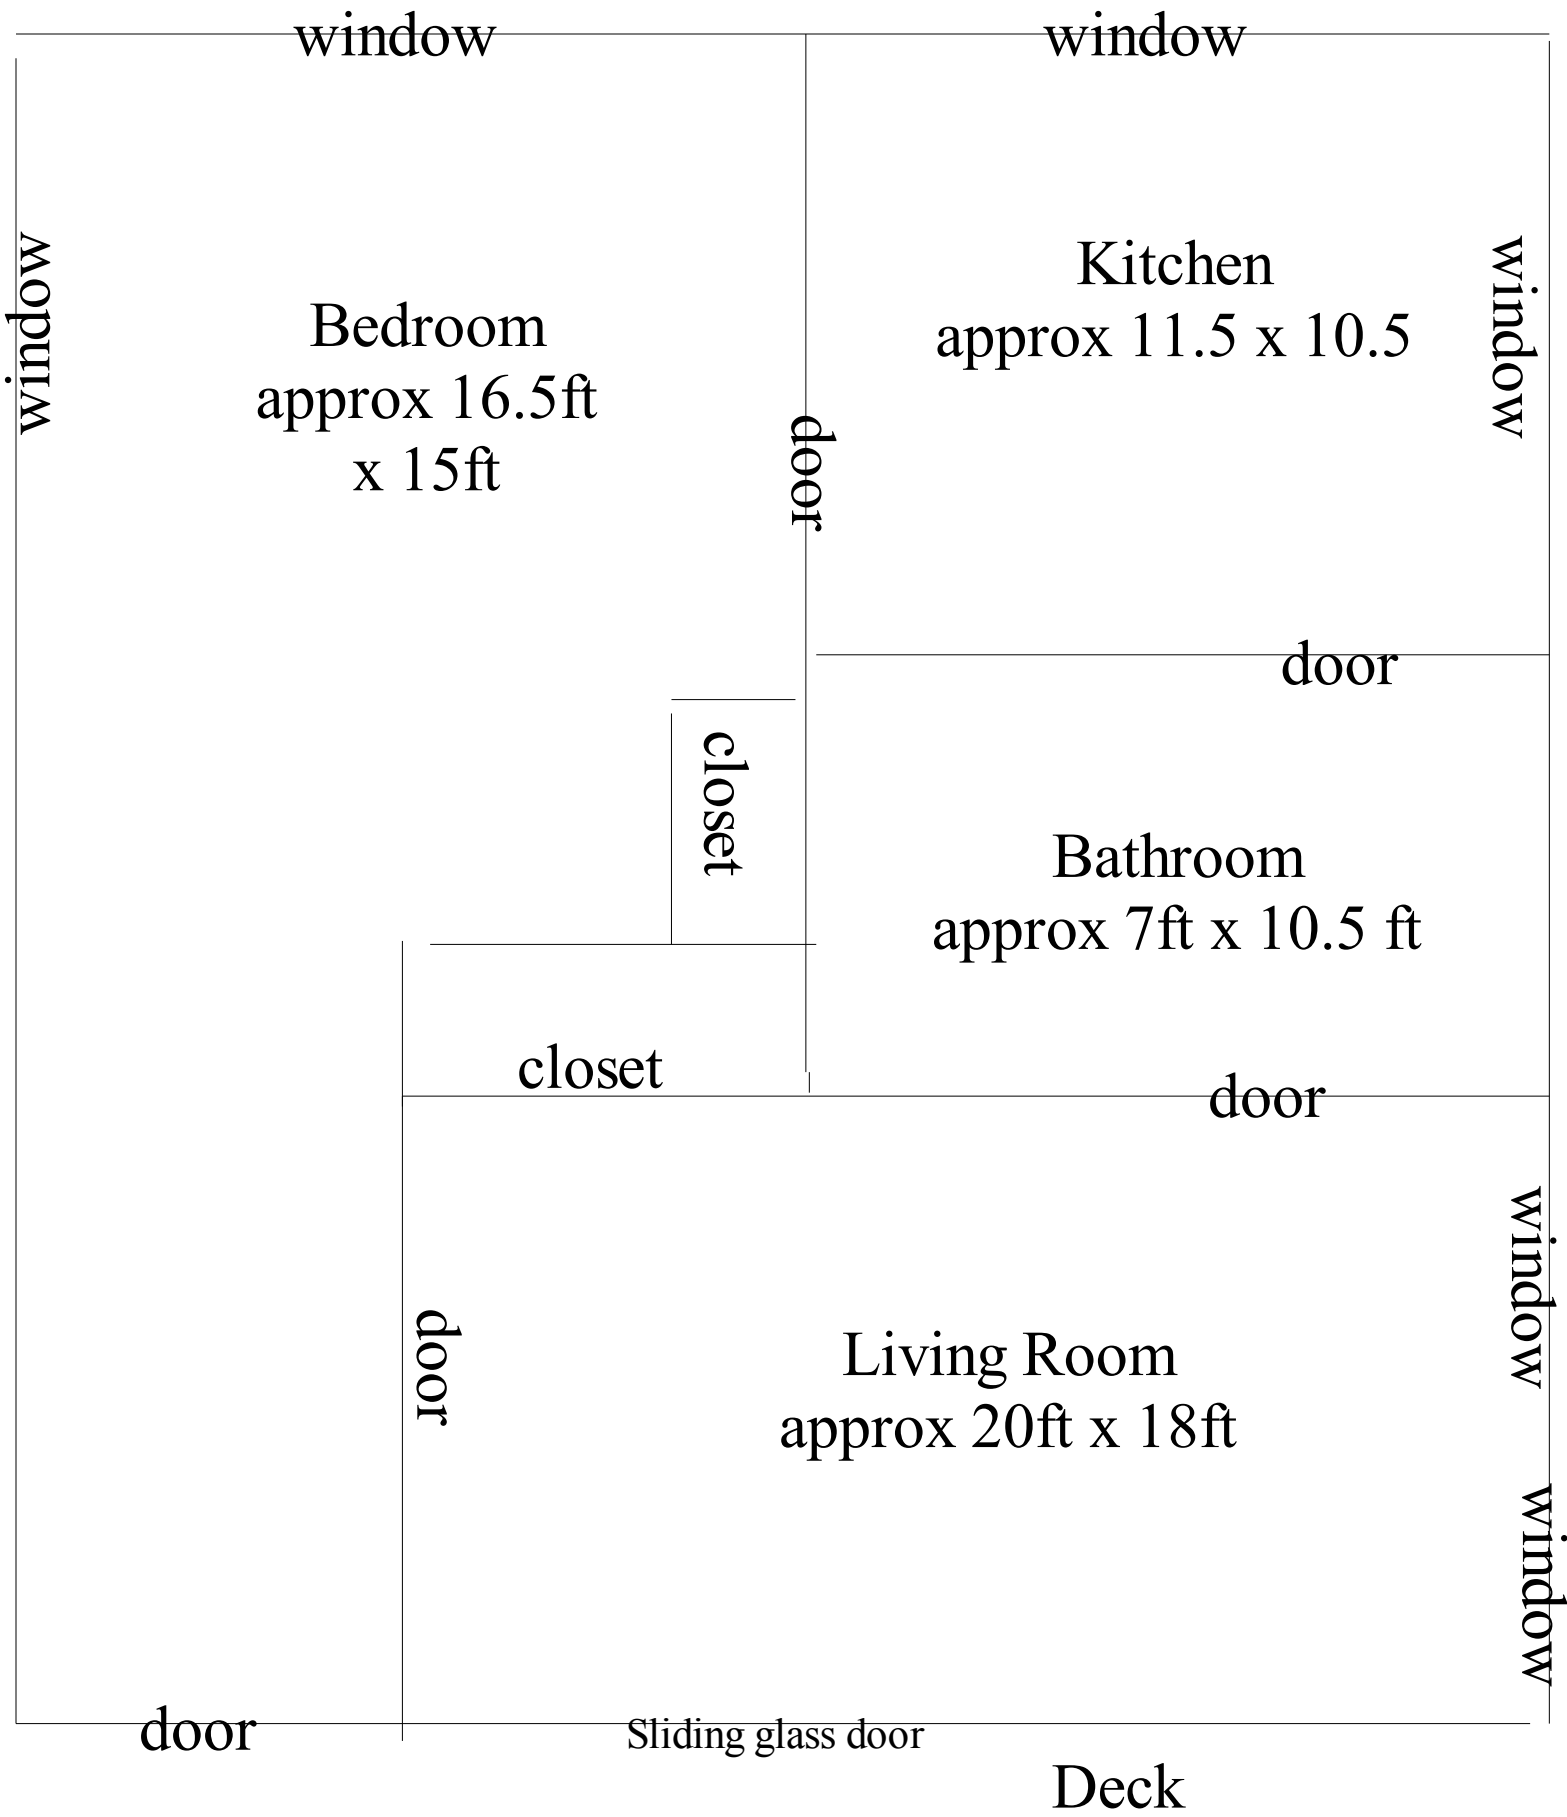 window
window
window
Bedroom
approx 16.5ft
x 15ft
Kitchen
approx 11.5 x 10.5
window
door
door
closet
Bathroom
approx 7ft x 10.5 ft
closet
door
window
door
Living Room
approx 20ft x 18ft
window
door
Sliding glass door
Deck